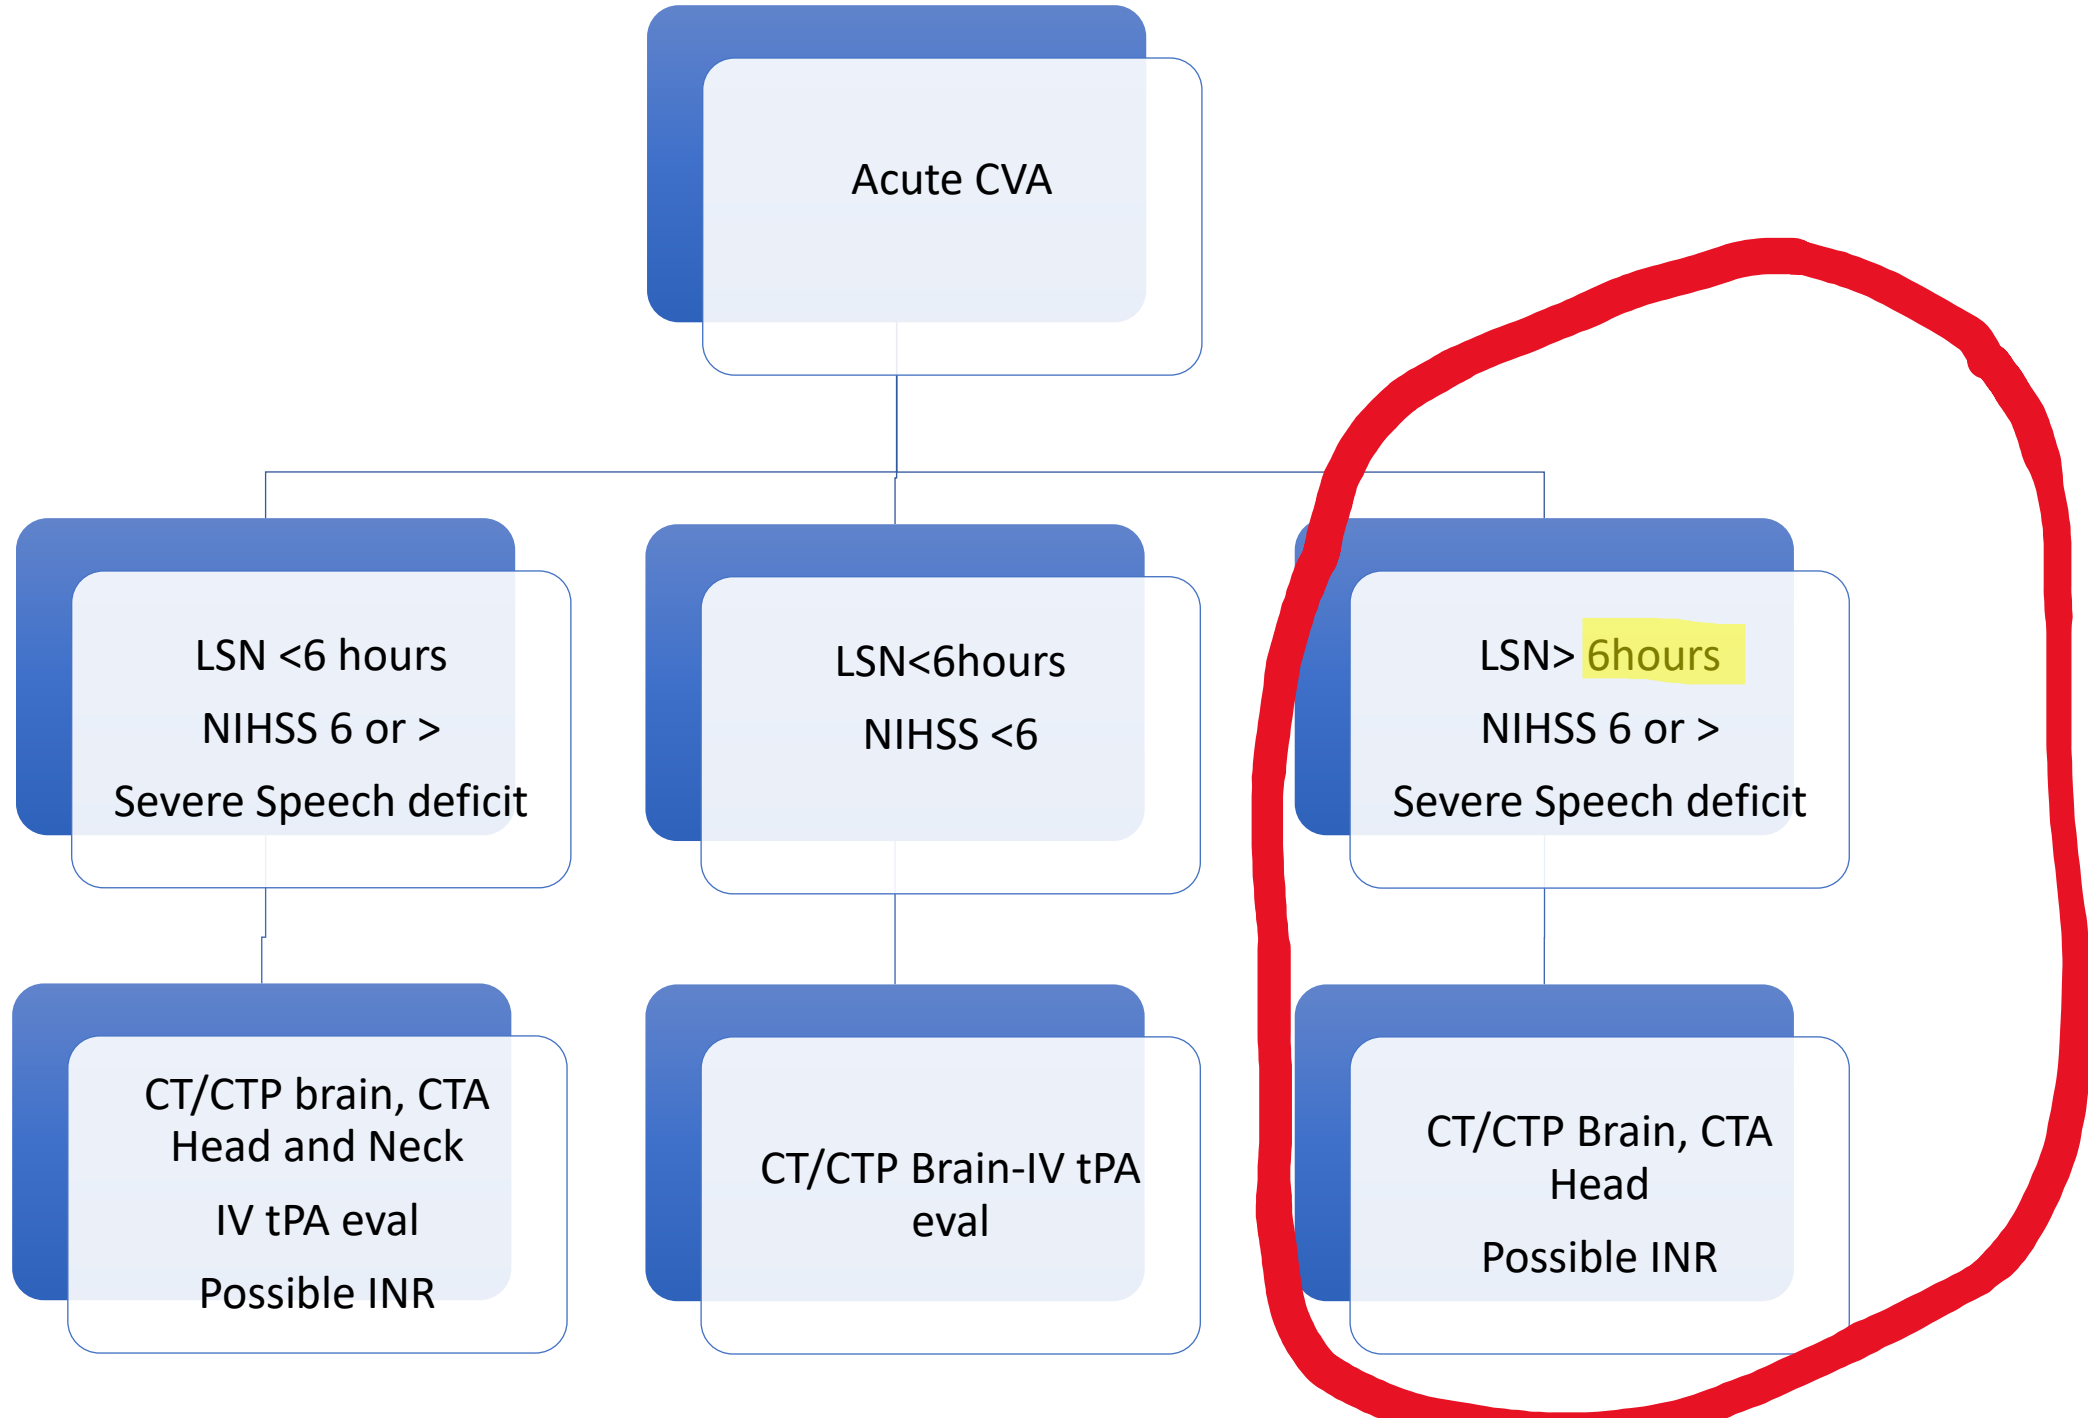 Acute CVA
LSN <6 hours
NIHSS 6 or >
Severe Speech deficit
LSN<6hours
NIHSS <6
LSN> 6hours
NIHSS 6 or >
Severe Speech deficit
CT/CTP brain, CTA
Head and Neck
IV tPA eval
Possible INR
CT/CTP Brain-IV tPA
eval
CT/CTP Brain, CTA
Head
Possible INR